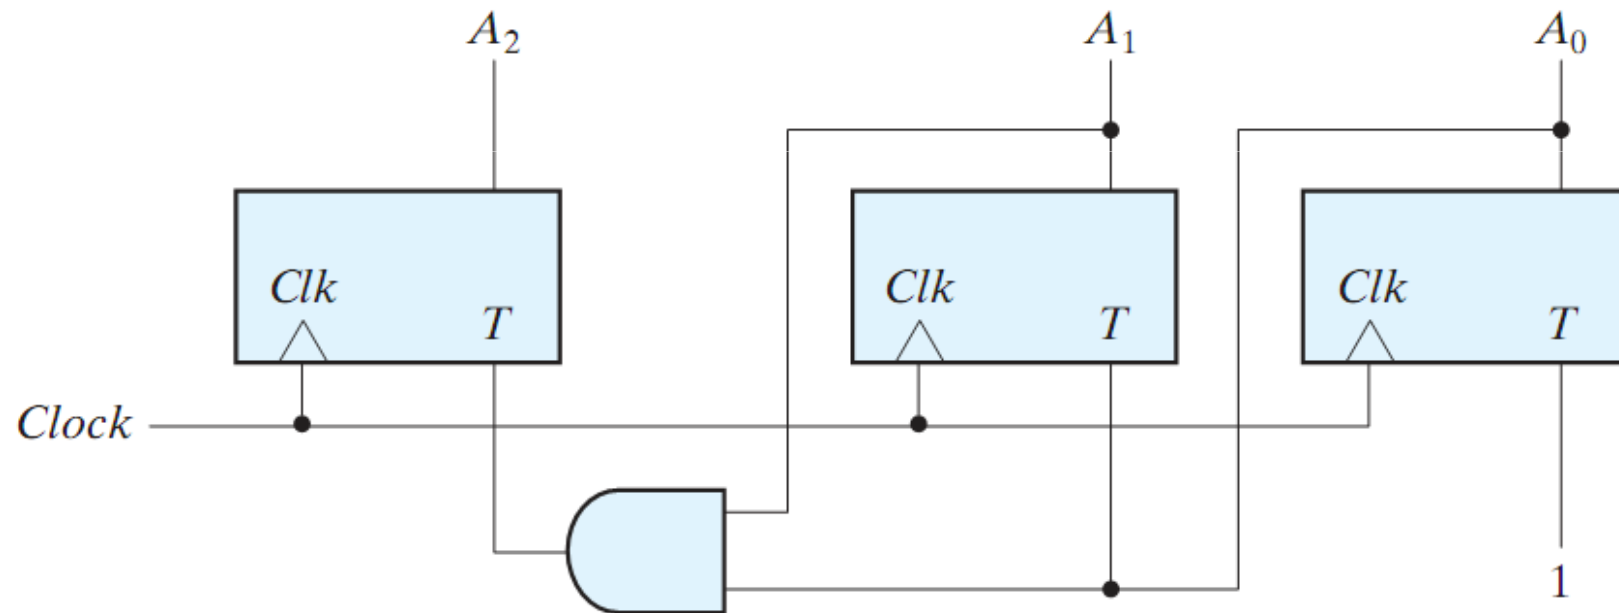 A₂ A₁ A₀
Clk Clk Clk
T T T
Clock
1